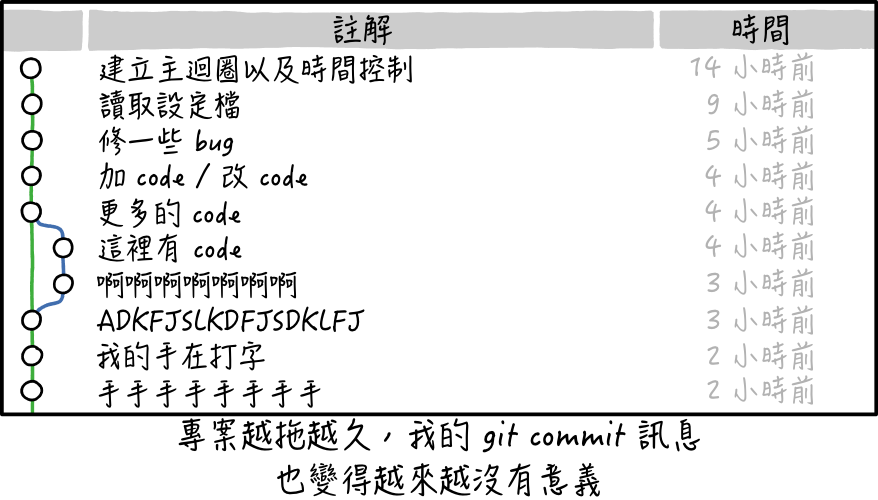 註解 時間
建立主迴圈以及時間控制 14 小時前
讀取設定檔 9 小時前
修一些 bug 5 小時前
加 code / 改 code 4 小時前
更多的 code 4 小時前
這裡有 code 4 小時前
啊啊啊啊啊啊啊 3 小時前
ADKFJSLKDFJSDKLFJ 3 小時前
我的手在打字 2 小時前
手手手手手手手手 2 小時前
專案越拖越久，我的 git commit 訊息
也變得越來越沒有意義